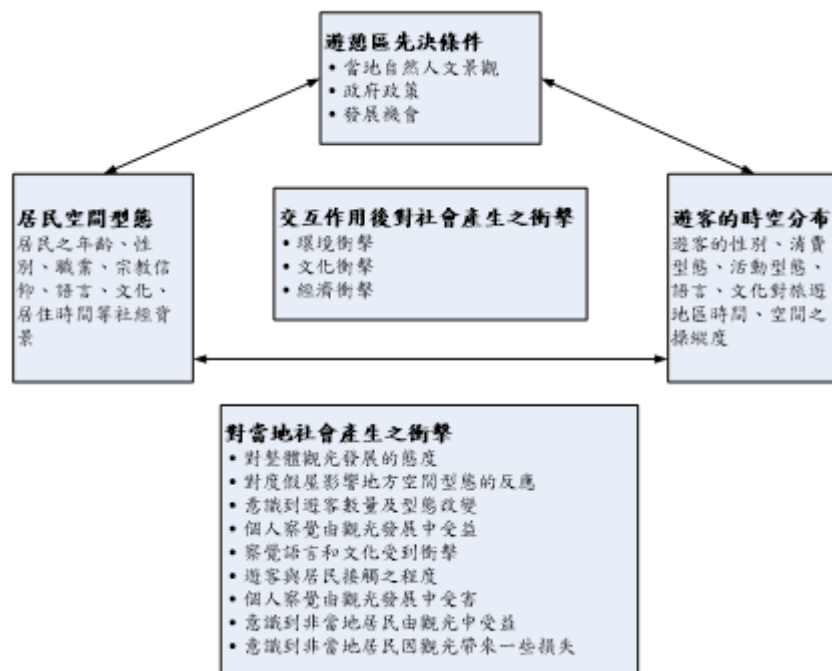 遊憩區先決條件
• 當地自然人文景觀
• 政府政策
• 發展機會
居民空間型態
居民之年齡、性
別、職業、宗教信
仰、語言、文化、
居住時間等社經背
景
交互作用後對社會產生之衝擊
• 環境衝擊
• 文化衝擊
• 經濟衝擊
遊客的時空分布
遊客的性別、消費
型態、活動型態、
語言、文化對旅遊
地區時間、空間之
操縱度
對當地社會產生之衝擊
• 對整體觀光發展的態度
• 對度假屋影響地方空間型態的反應
• 意識到遊客數量及型態改變
• 個人察覺由觀光發展中受益
• 察覺語言和文化受到衝擊
• 遊客與居民接觸之程度
• 個人察覺由觀光發展中受害
• 意識到非當地居民由觀光中受益
• 意識到非當地居民因觀光帶來一些損失